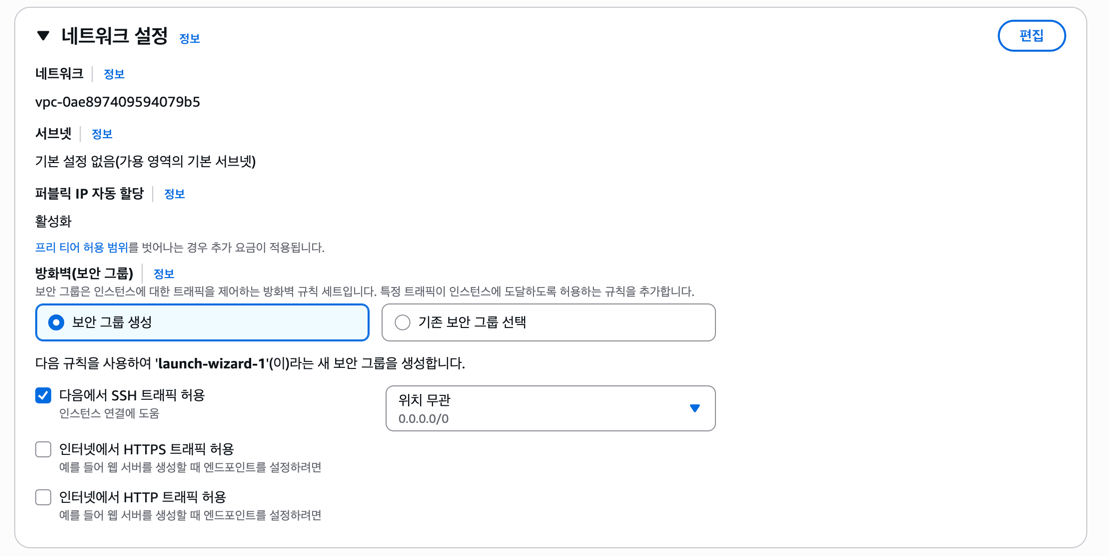 네트워크 설정 정보 편집
네트워크 정보
vpc-0ae897409594079b5
서브넷 정보
기본 설정 없음(가용 영역의 기본 서브넷)
퍼블릭 IP 자동 할당 정보
활성화
프리 티어 허용 범위를 벗어나는 경우 추가 요금이 적용됩니다.
방화벽(보안 그룹) 정보
보안 그룹은 인스턴스에 대한 트래픽을 제어하는 방화벽 규칙 세트입니다. 특정 트래픽이 인스턴스에 도달하도록 허용하는 규칙을 추가합니다.
보안 그룹 생성 기존 보안 그룹 선택
다음 규칙을 사용하여 'launch-wizard-1'(이)라는 새 보안 그룹을 생성합니다.
다음에서 SSH 트래픽 허용
인스턴스 연결에 도움
위치 무관
0.0.0.0/0
인터넷에서 HTTPS 트래픽 허용
예를 들어 웹 서버를 생성할 때 엔드포인트를 설정하려면
인터넷에서 HTTP 트래픽 허용
예를 들어 웹 서버를 생성할 때 엔드포인트를 설정하려면